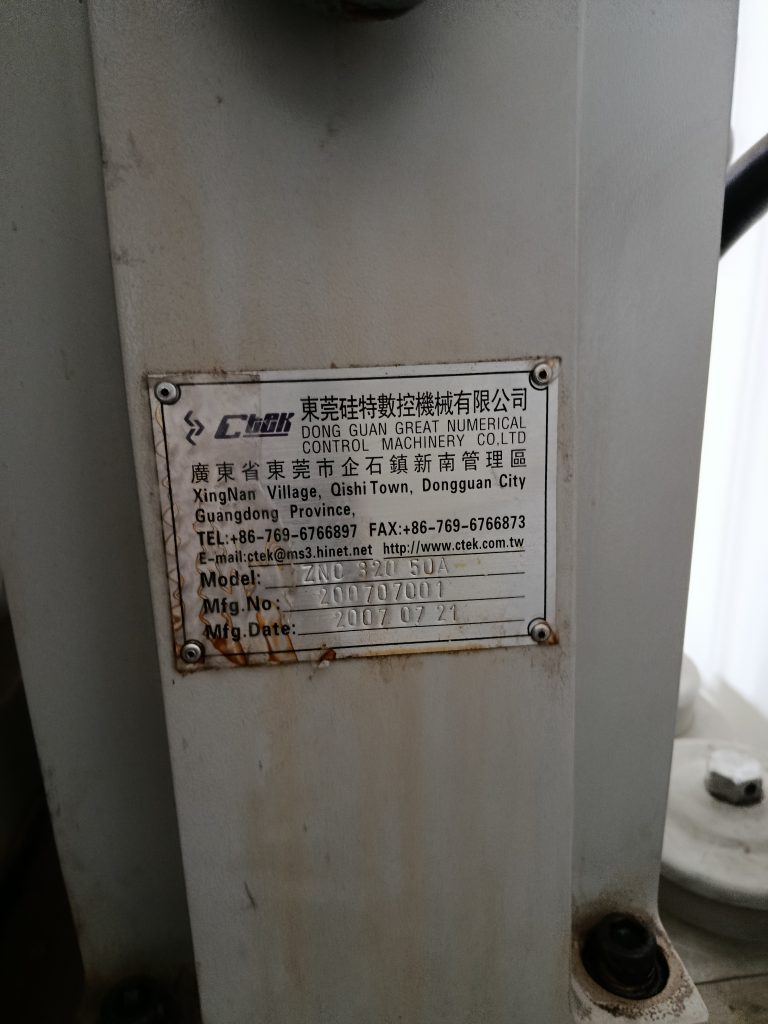 Ctek 東莞硅特數控機械有限公司
DONG GUAN GREAT NUMERICAL
CONTROL MACHINERY CO.,LTD
廣東省東莞市企石鎮新南管理區
XingNan Village, Qishi Town, Dongguan City
Guangdong Province,
TEL:+86-769-6766897 FAX:+86-769-6766873
E-mail:ctek@ms3.hinet.net http://www.ctek.com.tw
Model: ZNC 320 50A
Mfg.No: 200707001
Mfg.Date: 2007 07 21